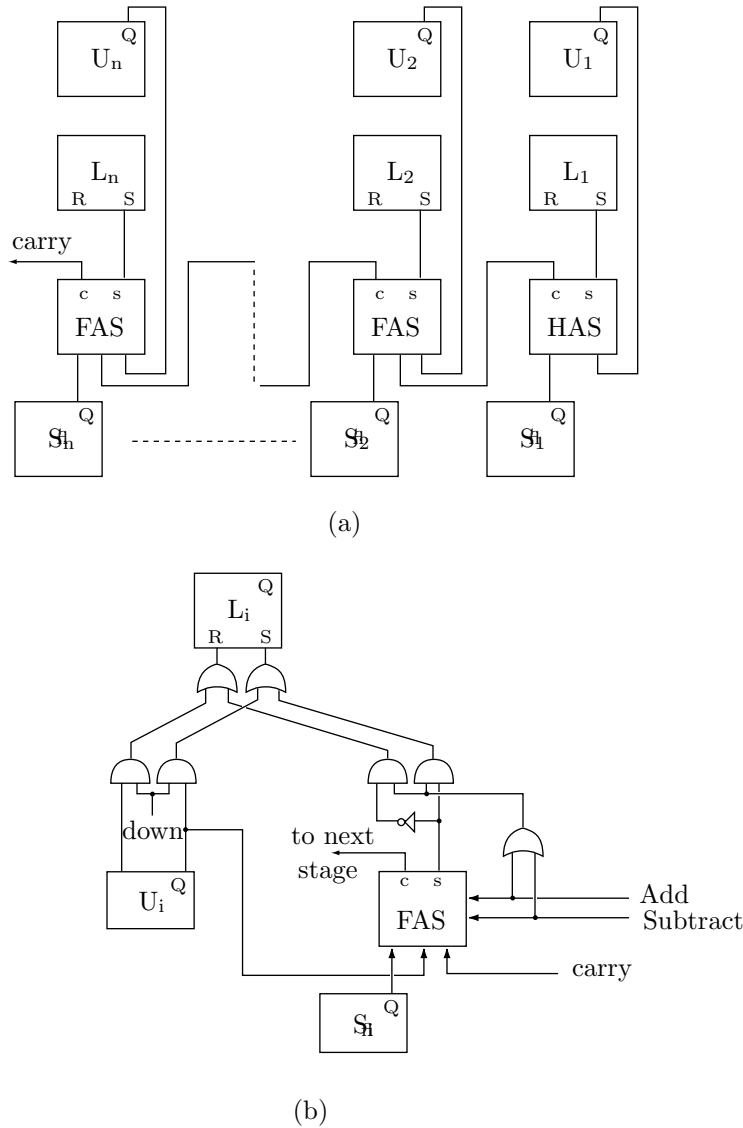 Q Q Q
Uₙ U₂ U₁
Lₙ L₂ L₁
R S R S R S
carry
c s c s c s
FAS FAS HAS
Q Q Q
(a)
Q
Lᵢ
R S
down
to next
stage
Q
Uᵢ
c s
FAS
Add
Subtract
carry
Q
(b)